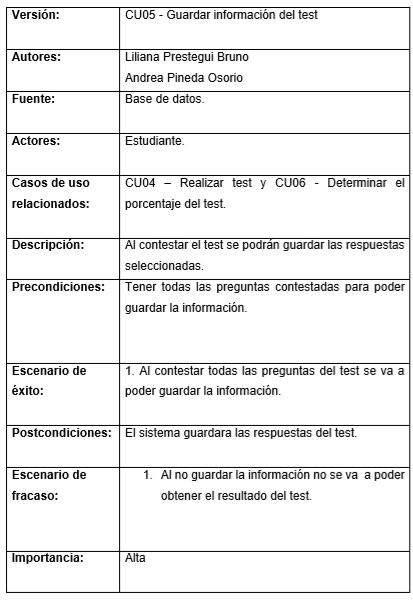 Versión: CU05 - Guardar información del test
Autores: Liliana Prestegui Bruno
Andrea Pineda Osorio
Fuente: Base de datos.
Actores: Estudiante.
Casos de uso CU04 – Realizar test y CU06 - Determinar el
relacionados: porcentaje del test.
Descripción: Al contestar el test se podrán guardar las respuestas
seleccionadas.
Precondiciones: Tener todas las preguntas contestadas para poder
guardar la información.
Escenario de 1. Al contestar todas las preguntas del test se va a
éxito: poder guardar la información.
Postcondiciones: El sistema guardara las respuestas del test.
Escenario de 1. Al no guardar la información no se va a poder
fracaso: obtener el resultado del test.
Importancia: Alta